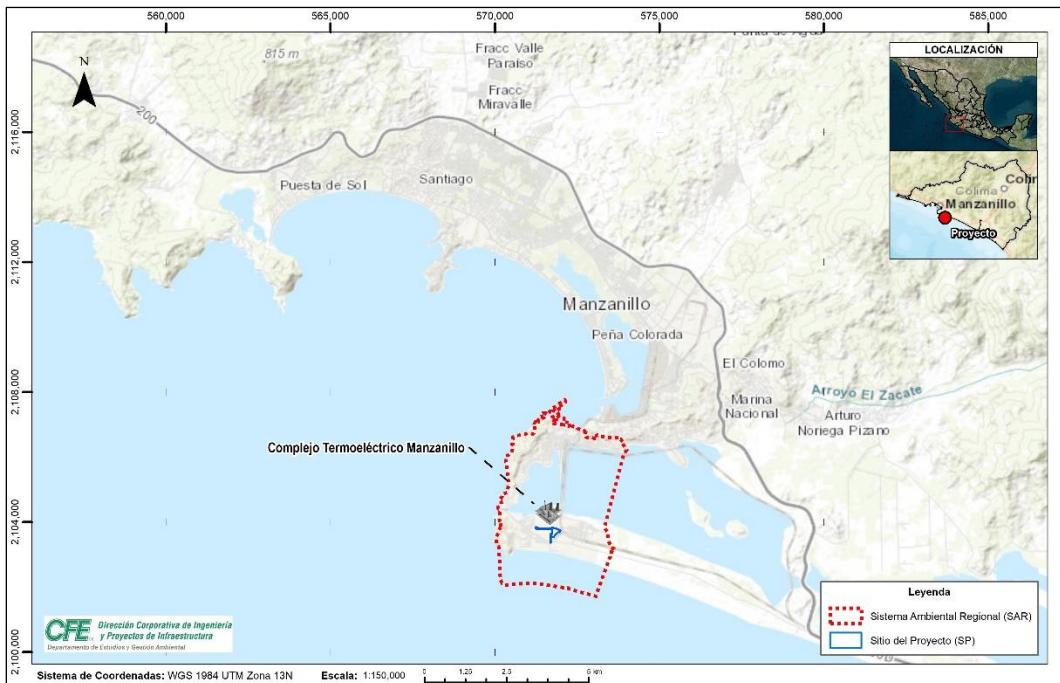 560,000
565,000
570,000
575,000
580,000
585,000
LOCALIZACIÓN
Colima
Colin
Manzanillo
Proyecto
N
815 m
200
Fracc Valle
Paraíso
Fracc
Miravalle
Puesta de Sol
Santiago
Manzanillo
Peña Colorada
El Colomo
Marina
Nacional
Arroyo El Zacate
Arturo
Noriega Pizano
Complejo Termoeléctrico Manzanillo
2,116,000
2,112,000
2,108,000
2,104,000
2,100,000
Leyenda
Sistema Ambiental Regional (SAR)
Sitio del Proyecto (SP)
CFE
Dirección Corporativa de Ingeniería
y Proyectos de Infraestructura
Departamento de Estudios y Gestión Ambiental
Sistema de Coordenadas: WGS 1984 UTM Zona 13N
Escala: 1:150,000
0
1.25
2.5